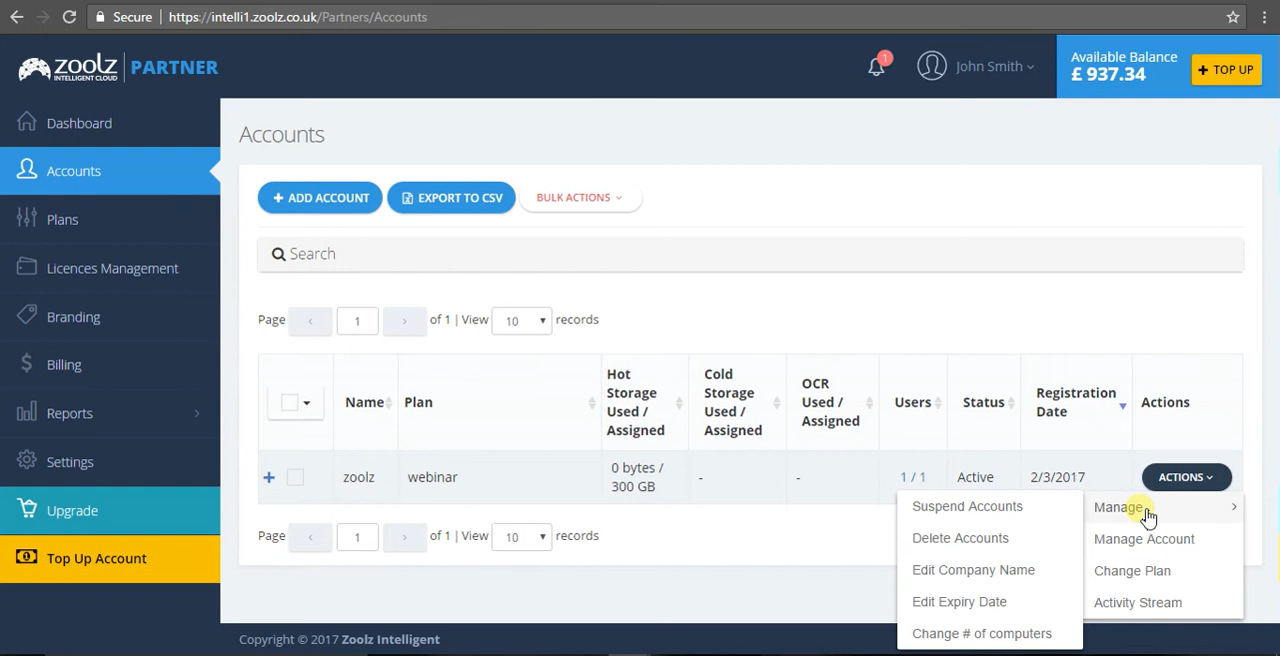 Secure | https://intelli1.zoolz.co.uk/Partners/Accounts
zoolz
INTELLIGENT CLOUD
PARTNER
1
John Smith
Available Balance
£ 937.34
+ TOP UP
Dashboard
Accounts
Plans
Licences Management
Branding
Billing
Reports
Settings
Upgrade
Top Up Account
Accounts
+ ADD ACCOUNT
EXPORT TO CSV
BULK ACTIONS
Search
Page ‹ 1 › of 1 | View 10 records
Name
Plan
Hot
Storage
Used /
Assigned
Cold
Storage
Used /
Assigned
OCR
Used /
Assigned
Users
Status
Registration
Date
Actions
+ zoolz
webinar
0 bytes /
300 GB
-
-
1 / 1
Active
2/3/2017
ACTIONS
Page ‹ 1 › of 1 | View 10 records
Suspend Accounts
Delete Accounts
Edit Company Name
Edit Expiry Date
Change # of computers
Manage
Manage Account
Change Plan
Activity Stream
Copyright © 2017 Zoolz Intelligent